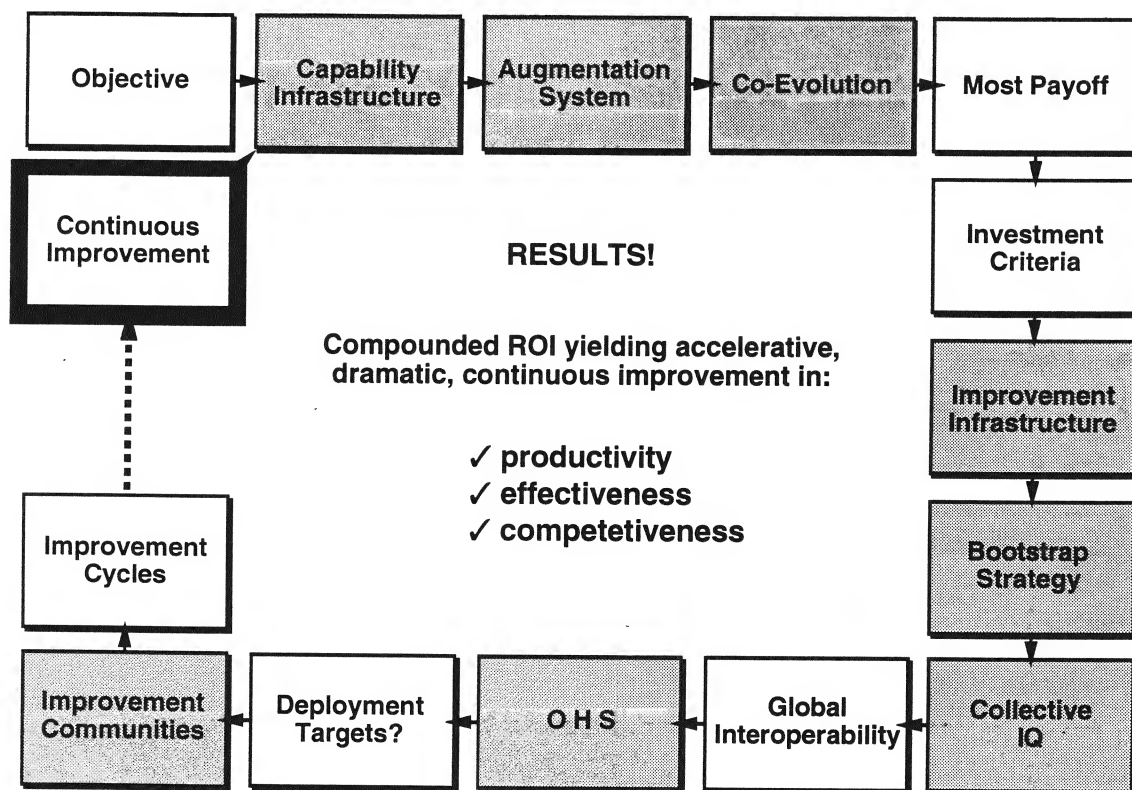 Objective
Capability
Infrastructure
Augmentation
System
Co-Evolution
Most Payoff
Continuous
Improvement
RESULTS!
Investment
Criteria
Compounded ROI yielding accelerative,
dramatic, continuous improvement in:
Improvement
Infrastructure
✓ productivity
✓ effectiveness
✓ competetiveness
Improvement
Cycles
Bootstrap
Strategy
Improvement
Communities
Deployment
Targets?
O H S
Global
Interoperability
Collective
IQ